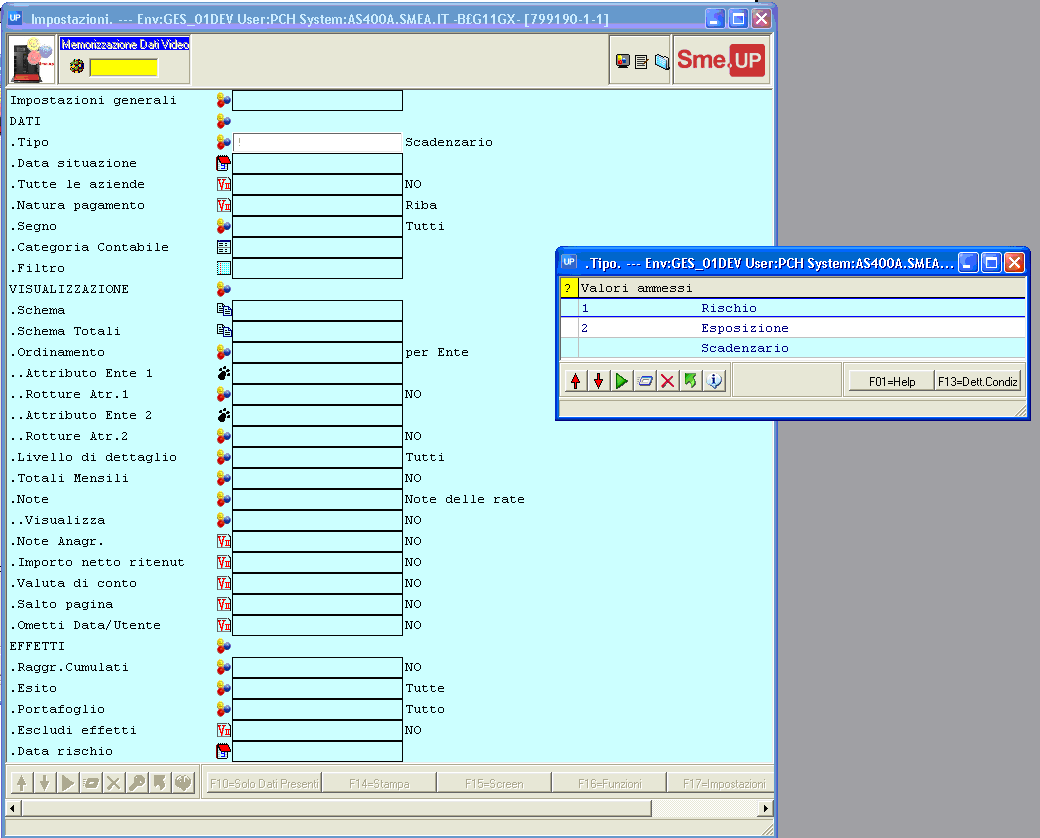 UP Impostazioni. --- Env:GES_01DEV User:PCH System:AS400A.SMEA.IT -B£G11GX- [799190-1-1]
Memorizzazione Dati Video
Sme.UP
Impostazioni generali
DATI
.Tipo ! Scadenzario
.Data situazione
.Tutte le aziende NO
.Natura pagamento Riba
.Segno Tutti
.Categoria Contabile
.Filtro
VISUALIZZAZIONE
.Schema
.Schema Totali
.Ordinamento per Ente
..Attributo Ente 1
..Rotture Atr.1 NO
..Attributo Ente 2
..Rotture Atr.2 NO
.Livello di dettaglio Tutti
.Totali Mensili NO
.Note Note delle rate
..Visualizza NO
.Note Anagr. NO
.Importo netto ritenut NO
.Valuta di conto NO
.Salto pagina NO
.Ometti Data/Utente NO
EFFETTI
.Raggr.Cumulati NO
.Esito Tutte
.Portafoglio Tutto
.Escludi effetti NO
.Data rischio
F10=Solo Dati Presenti F14=Stampa F15=Screen F16=Funzioni F17=Impostazioni
UP .Tipo. --- Env:GES_01DEV User:PCH System:AS400A.SMEA...
? Valori ammessi
1 Rischio
2 Esposizione
Scadenzario
F01=Help F13=Dett.Condiz